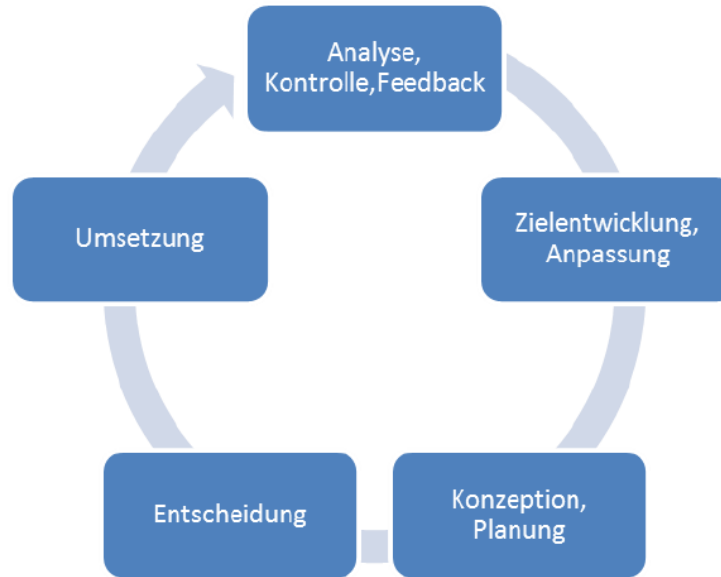 Analyse,
Kontrolle,Feedback
Zielentwicklung,
Anpassung
Konzeption,
Planung
Entscheidung
Umsetzung